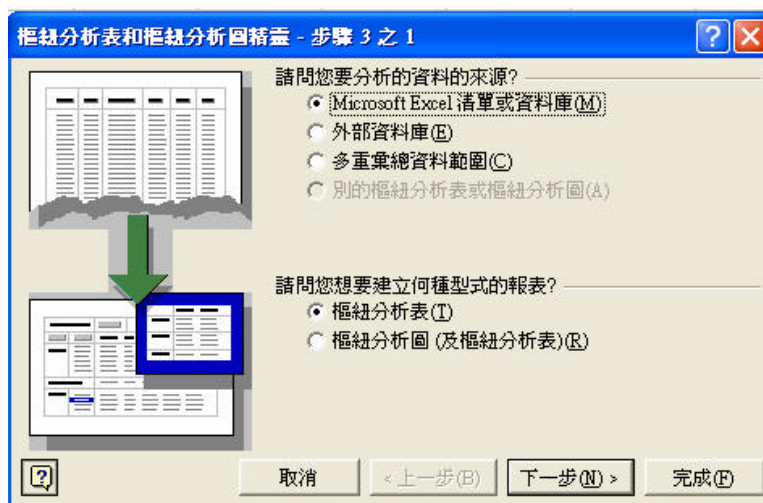 樞紐分析表和樞紐分析圖精靈 - 步驟 3 之 1
請問您要分析的資料的來源?
Microsoft Excel 清單或資料庫(M)
外部資料庫(E)
多重彙總資料範圍(C)
別的樞紐分析表或樞紐分析圖(A)
請問您想要建立何種型式的報表?
樞紐分析表(T)
樞紐分析圖 (及樞紐分析表)(R)
取消
< 上一步(B)
下一步(N) >
完成(F)